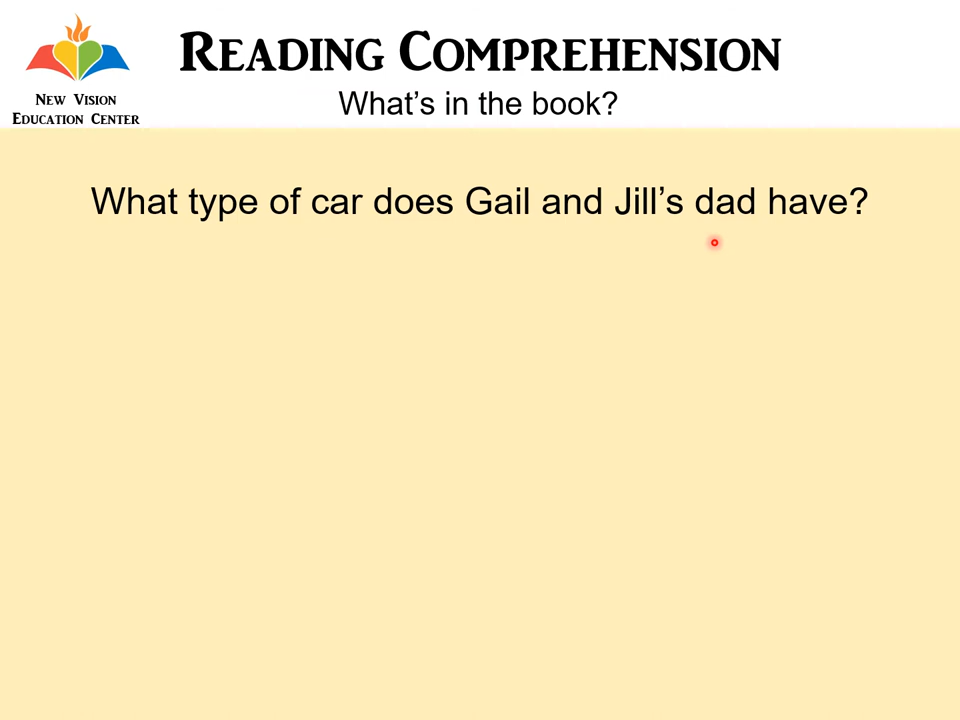 READING COMPREHENSION
What's in the book?
NEW VISION
EDUCATION CENTER
What type of car does Gail and Jill's dad have?